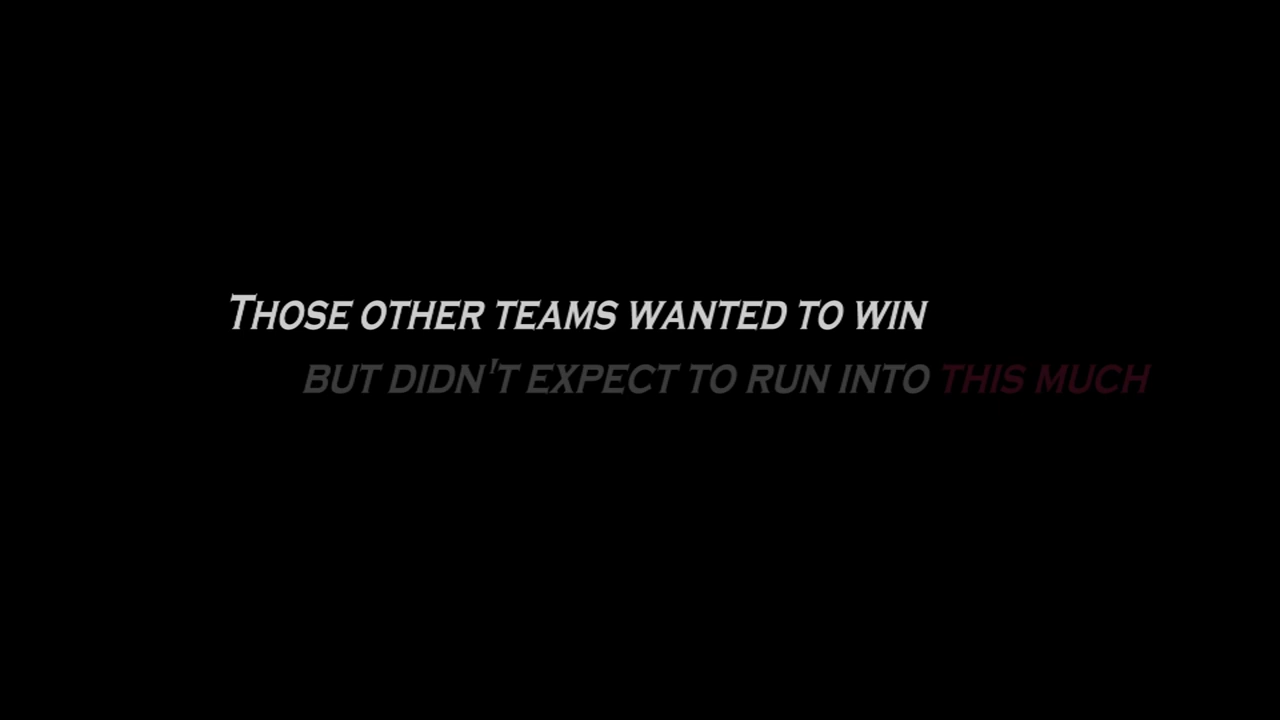 Those other teams wanted to win
but didn't expect to run into this much